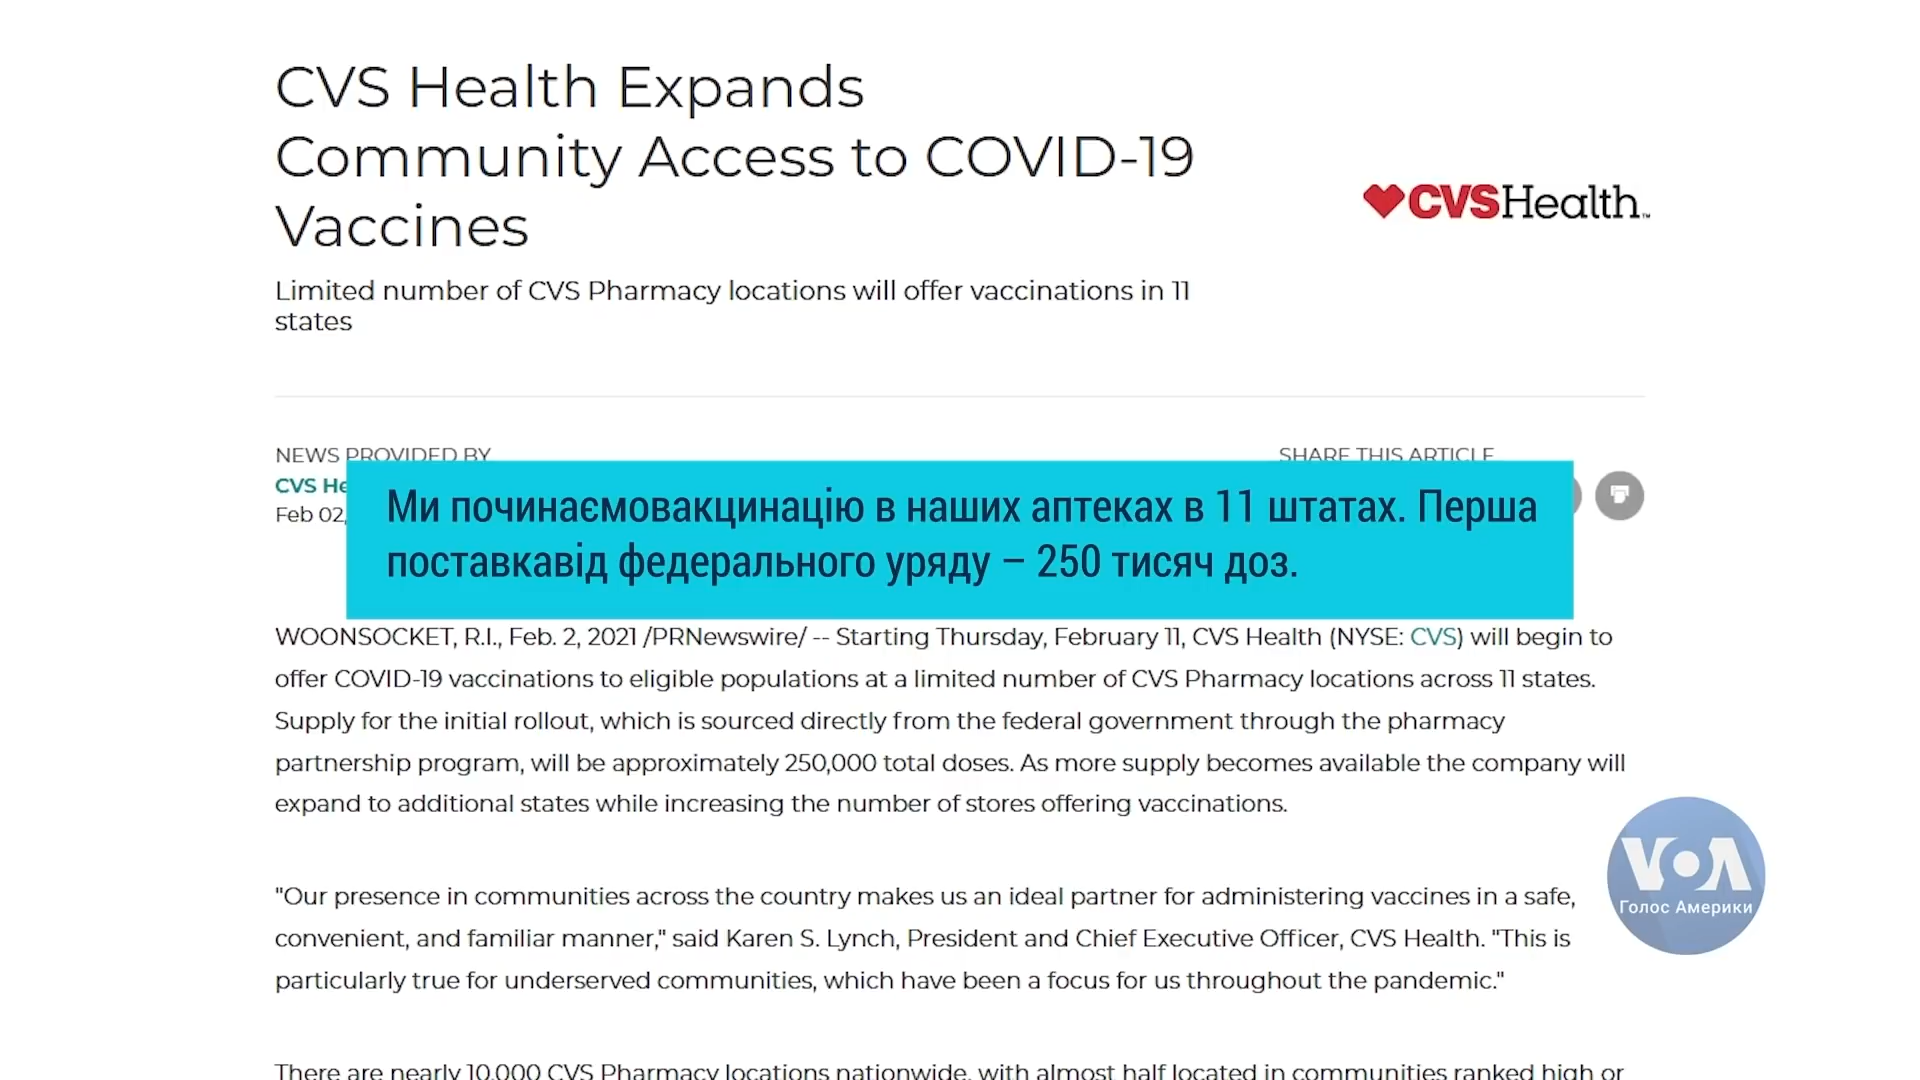 CVS Health Expands
Community Access to COVID-19
Vaccines
CVSHealth™
Limited number of CVS Pharmacy locations will offer vaccinations in 11
states
NEWS PROVIDED BY
SHARE THIS ARTICLE
CVS
Feb 02,
Ми починаємовакцинацію в наших аптеках в 11 штатах. Перша
поставкавід федерального уряду – 250 тисяч доз.
WOONSOCKET, R.I., Feb. 2, 2021 /PRNewswire/ -- Starting Thursday, February 11, CVS Health (NYSE: CVS) will begin to
offer COVID-19 vaccinations to eligible populations at a limited number of CVS Pharmacy locations across 11 states.
Supply for the initial rollout, which is sourced directly from the federal government through the pharmacy
partnership program, will be approximately 250,000 total doses. As more supply becomes available the company will
expand to additional states while increasing the number of stores offering vaccinations.
VOA
Голос Америки
"Our presence in communities across the country makes us an ideal partner for administering vaccines in a safe,
convenient, and familiar manner," said Karen S. Lynch, President and Chief Executive Officer, CVS Health. "This is
particularly true for underserved communities, which have been a focus for us throughout the pandemic."
There are nearly 10,000 CVS Pharmacy locations nationwide, with almost half located in communities ranked high or